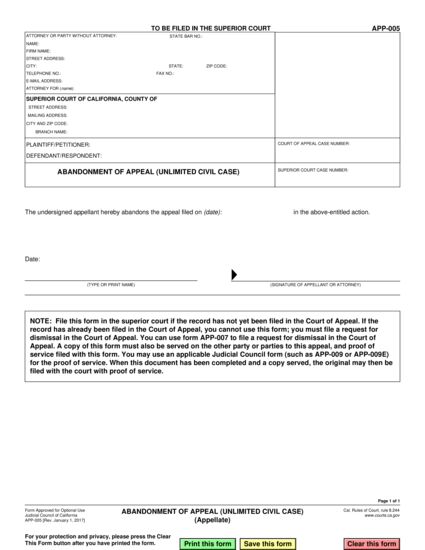 TO BE FILED IN THE SUPERIOR COURT
APP-005
ATTORNEY OR PARTY WITHOUT ATTORNEY:
STATE BAR NO.:
NAME:
FIRM NAME:
STREET ADDRESS:
CITY: STATE: ZIP CODE:
TELEPHONE NO.: FAX NO.:
E-MAIL ADDRESS:
ATTORNEY FOR (name):
SUPERIOR COURT OF CALIFORNIA, COUNTY OF
STREET ADDRESS:
MAILING ADDRESS:
CITY AND ZIP CODE:
BRANCH NAME:
PLAINTIFF/PETITIONER:
DEFENDANT/RESPONDENT:
COURT OF APPEAL CASE NUMBER:
ABANDONMENT OF APPEAL (UNLIMITED CIVIL CASE)
SUPERIOR COURT CASE NUMBER:
The undersigned appellant hereby abandons the appeal filed on (date): in the above-entitled action.
Date:
(TYPE OR PRINT NAME) (SIGNATURE OF APPELLANT OR ATTORNEY)
NOTE: File this form in the superior court if the record has not yet been filed in the Court of Appeal. If the
record has already been filed in the Court of Appeal, you cannot use this form; you must file a request for
dismissal in the Court of Appeal. You can use form APP-007 to file a request for dismissal in the Court of
Appeal. A copy of this form must also be served on the other party or parties to this appeal, and proof of
service filed with this form. You may use an applicable Judicial Council form (such as APP-009 or APP-009E)
for the proof of service. When this document has been completed and a copy served, the original may then be
filed with the court with proof of service.
Page 1 of 1
Form Approved for Optional Use
Judicial Council of California
APP-005 [Rev. January 1, 2017]
ABANDONMENT OF APPEAL (UNLIMITED CIVIL CASE)
(Appellate)
Cal. Rules of Court, rule 8.244
www.courts.ca.gov
For your protection and privacy, please press the Clear
This Form button after you have printed the form.
Print this form
Save this form
Clear this form